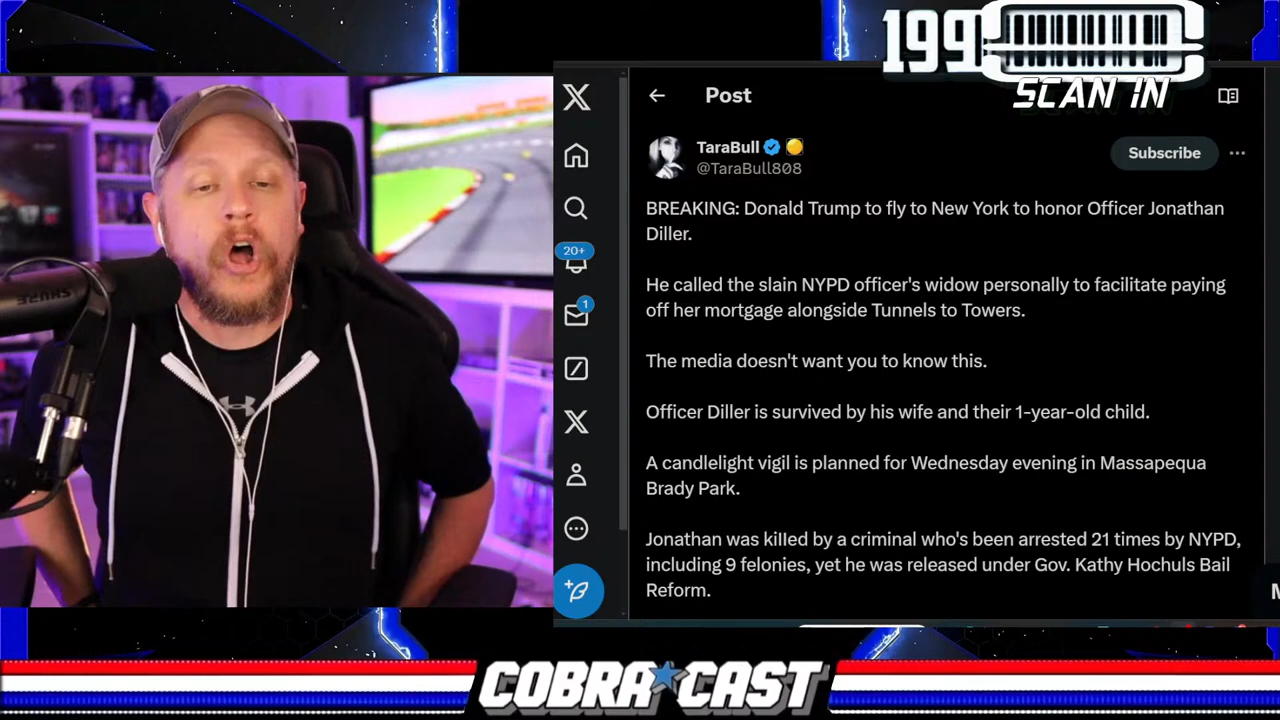 199
SCAN IN
Post
TaraBull
@TaraBull808
Subscribe
BREAKING: Donald Trump to fly to New York to honor Officer Jonathan
Diller.
20+
He called the slain NYPD officer's widow personally to facilitate paying
off her mortgage alongside Tunnels to Towers.
1
The media doesn't want you to know this.
Officer Diller is survived by his wife and their 1-year-old child.
A candlelight vigil is planned for Wednesday evening in Massapequa
Brady Park.
Jonathan was kiIIed by a criminal who's been arrested 21 times by NYPD,
including 9 felonies, yet he was released under Gov. Kathy Hochuls Bail
Reform.
SHURE
COBRA CAST